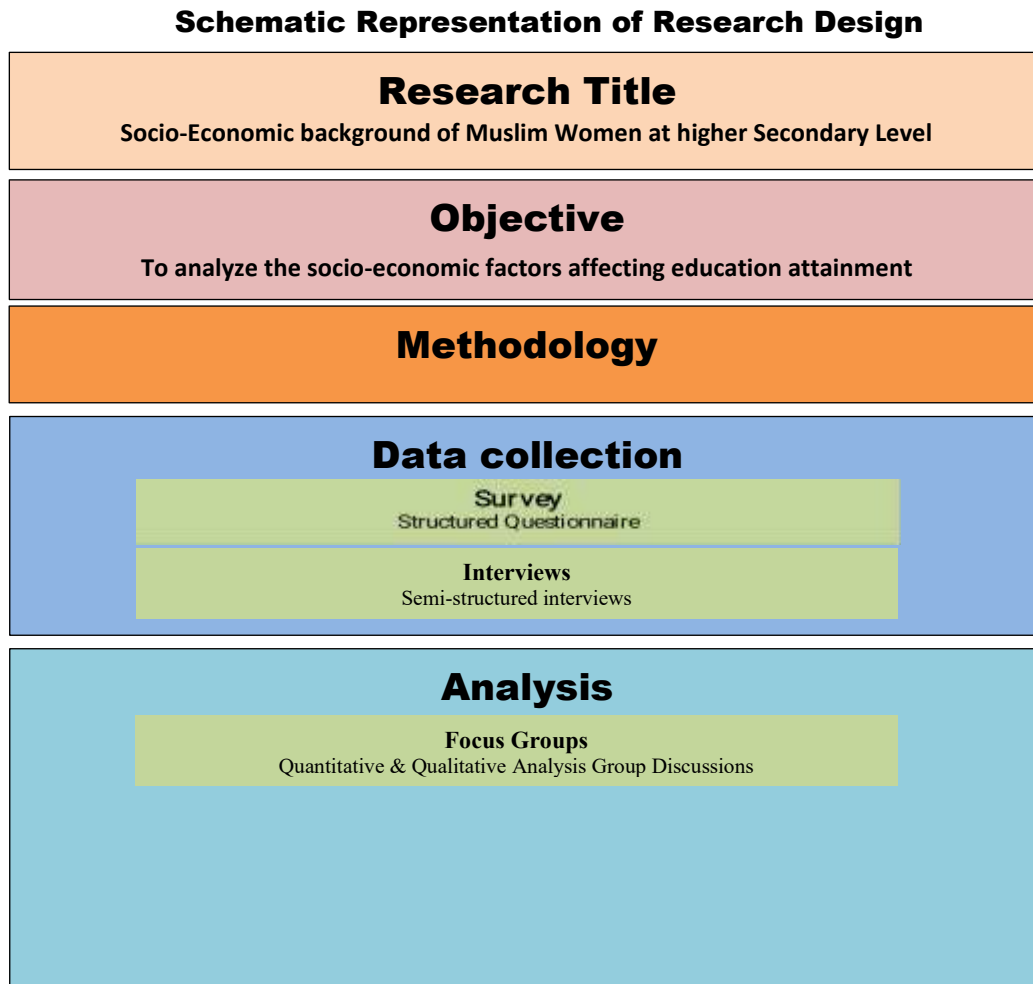 Schematic Representation of Research Design
Research Title
Socio-Economic background of Muslim Women at higher Secondary Level
Objective
To analyze the socio-economic factors affecting education attainment
Methodology
Data collection
Survey
Structured Questionnaire
Interviews
Semi-structured interviews
Analysis
Focus Groups
Quantitative & Qualitative Analysis Group Discussions